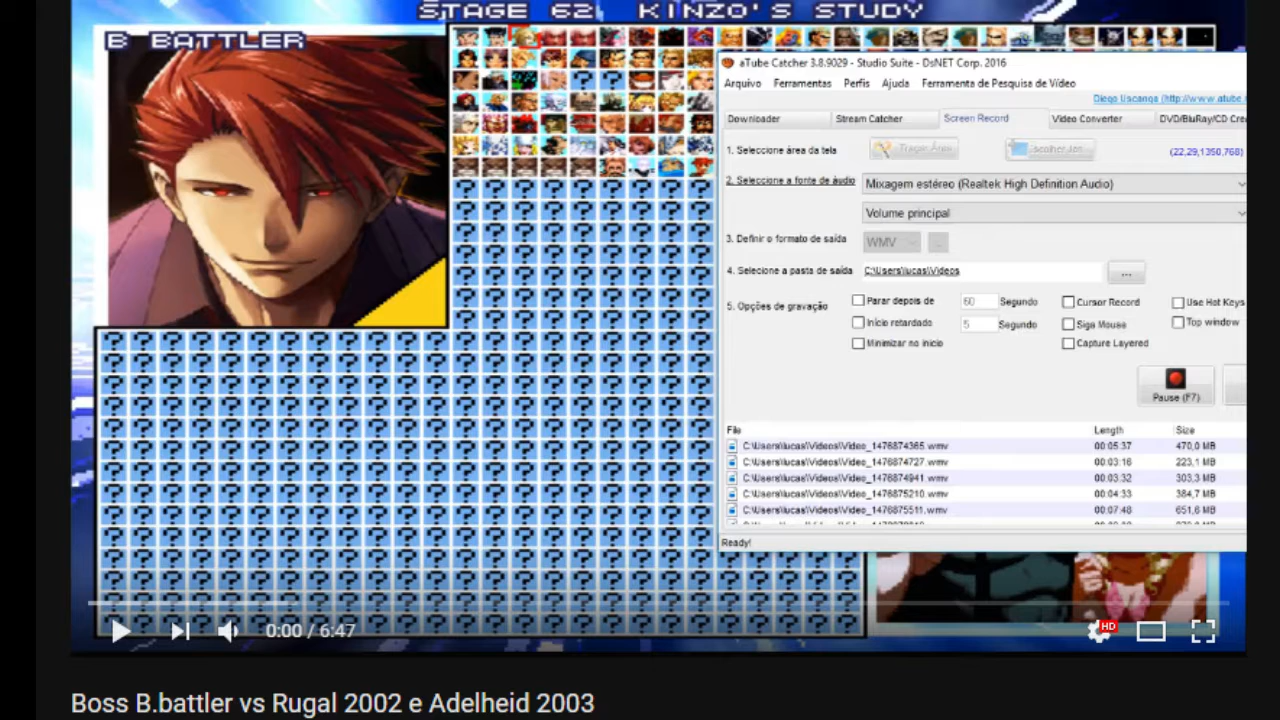 STAGE 62: KINZO'S STUDY
B BATTLER
aTube Catcher 3.8.9029 - Studio Suite - DsNET Corp. 2016
Arquivo Ferramentas Perfis Ajuda Ferramenta de Pesquisa de Vídeo
Diego Uscanga (http://www.atube.
Downloader Stream Catcher Screen Record Video Converter DVD/BluRay/CD Cre
1. Seleccione área da tela Traçar Área (22,29,1350,768)
2. Seleccione a fonte de áudio Mixagem estéreo (Realtek High Definition Audio)
Volume principal
3. Definir o formato de saída WMV ...
4. Selecione a pasta de saída C:\Users\lucas\Videos ...
5. Opções de gravação Parar depois de 60 Segundo Cursor Record Use Hot Keys
Início retardado 5 Segundo Siga Mouse Top window
Minimizar no início Capture Layered
Pause (F7)
File Length Size
C:\Users\lucas\Videos\Video_1476874365.wmv 00:05:37 470,0 MB
C:\Users\lucas\Videos\Video_1476874727.wmv 00:03:16 223,1 MB
C:\Users\lucas\Videos\Video_1476874941.wmv 00:03:32 303,3 MB
C:\Users\lucas\Videos\Video_1476875210.wmv 00:04:33 384,7 MB
C:\Users\lucas\Videos\Video_1476875511.wmv 00:07:48 651,6 MB
Ready!
0:00 / 6:47 HD
Boss B.battler vs Rugal 2002 e Adelheid 2003